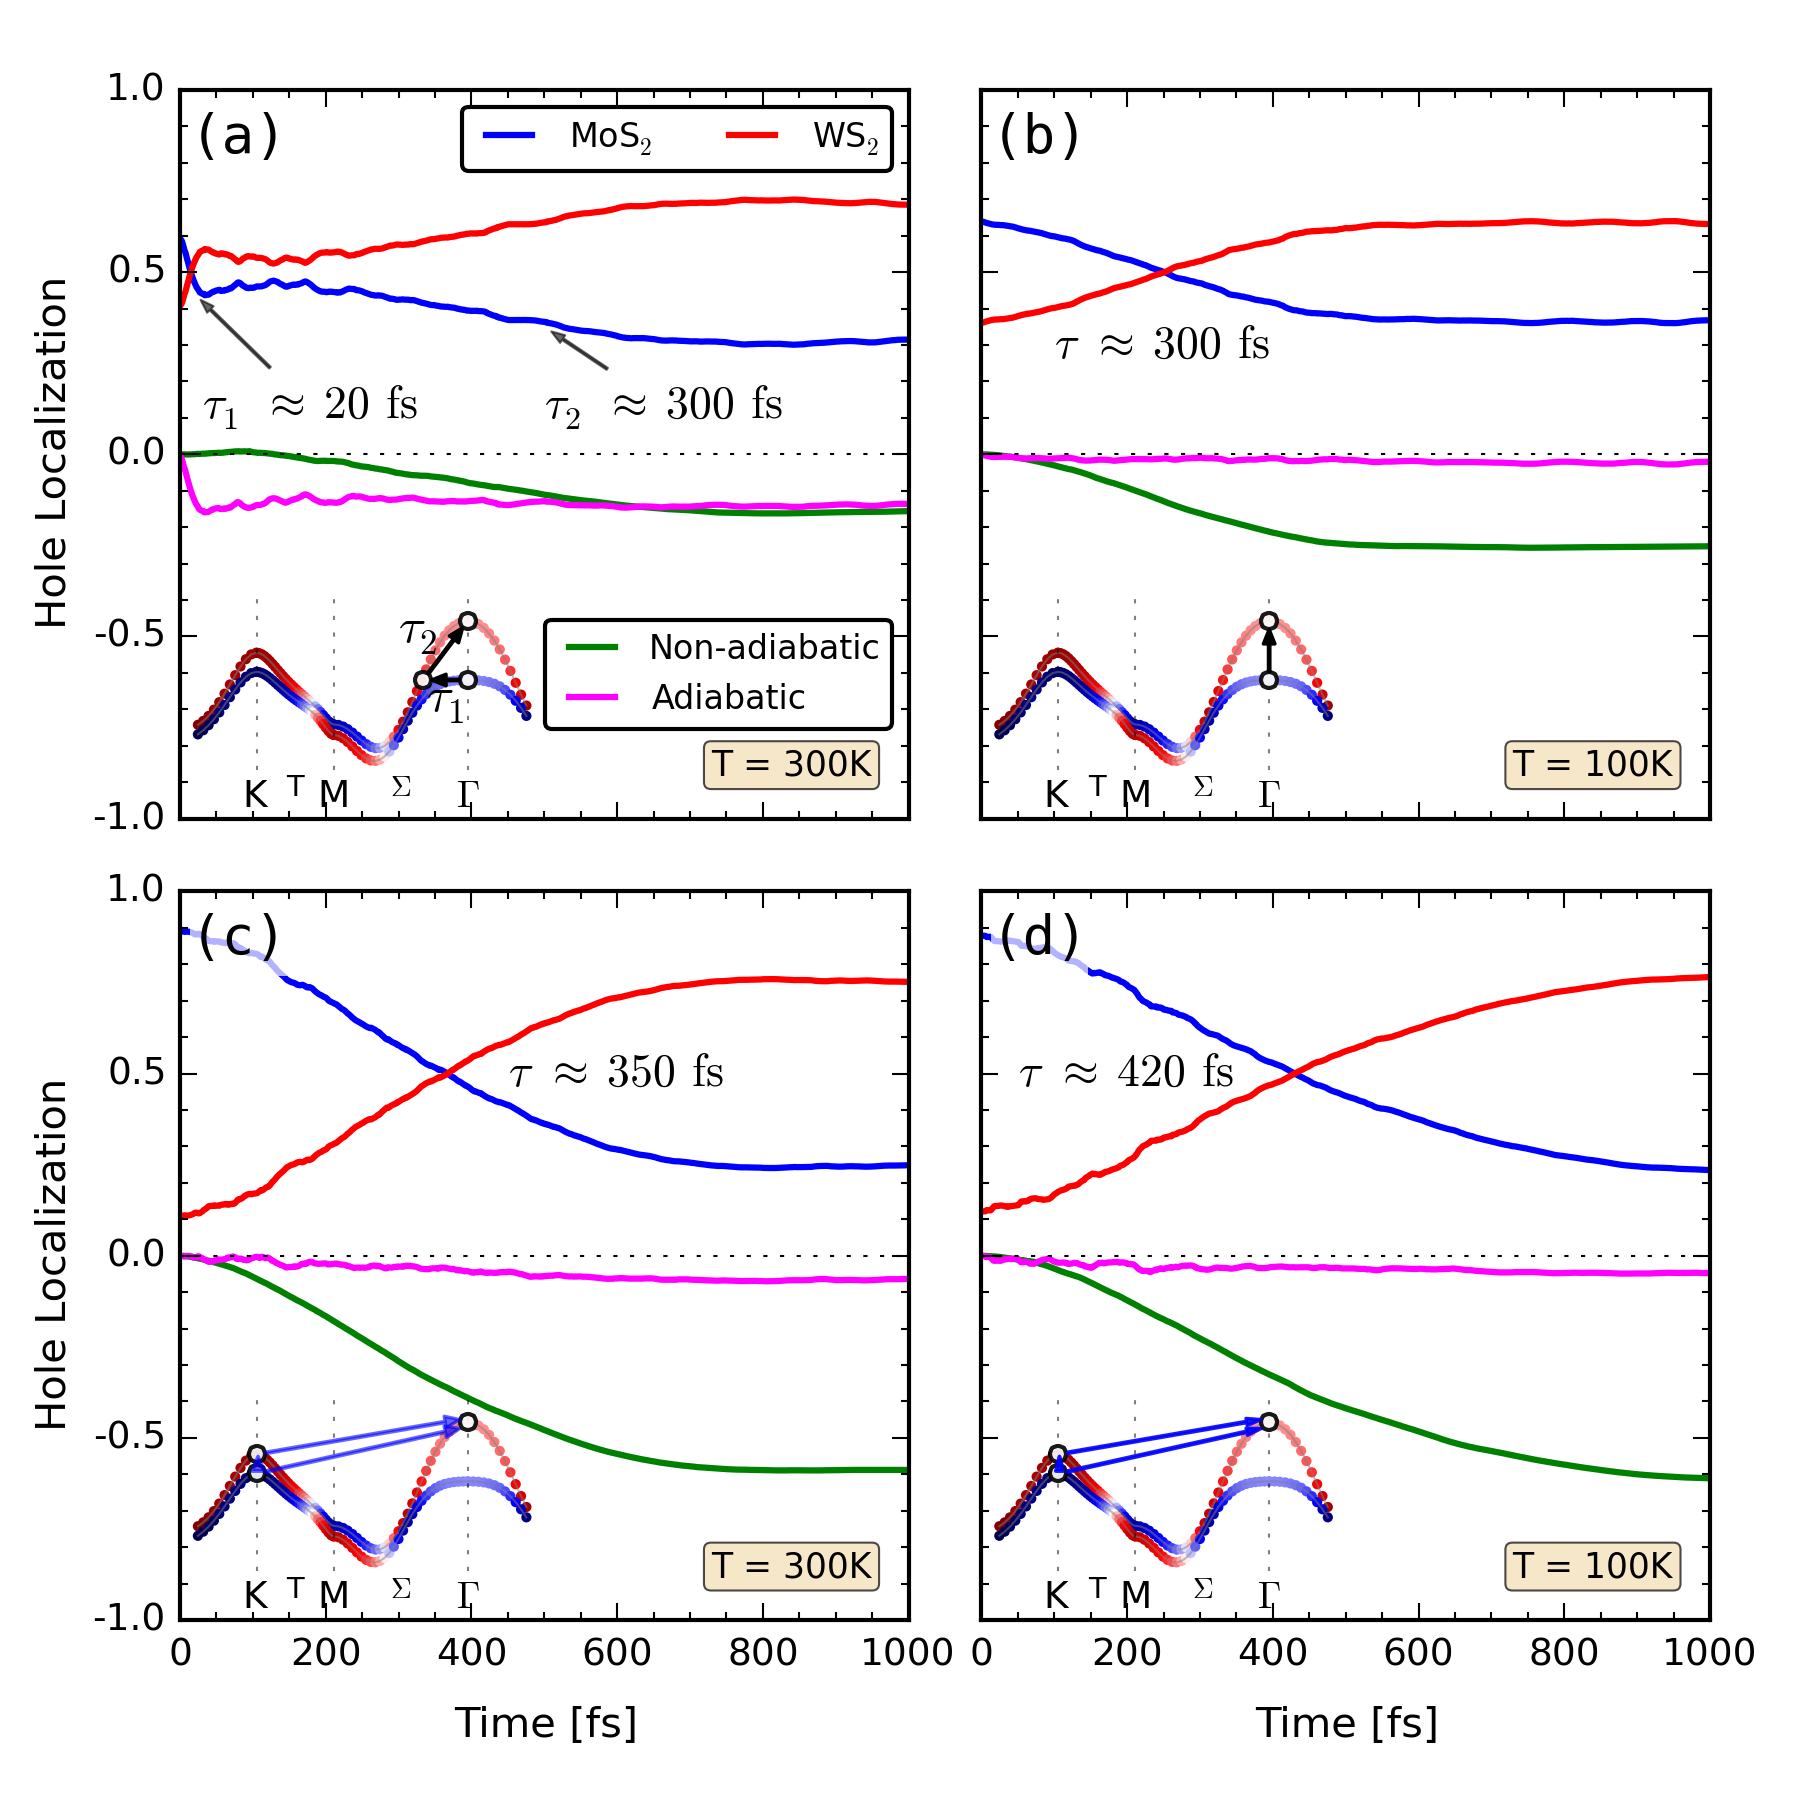 1.0
(a)
MoS₂ WS₂
(b)
0.5
τ₁ ≈ 20 fs
τ₂ ≈ 300 fs
τ ≈ 300 fs
0.0
Hole Localization
-0.5
τ₂
τ₁
Non-adiabatic
Adiabatic
T = 300K
T = 100K
K T M Σ Γ
K T M Σ Γ
-1.0
1.0
(c)
(d)
0.5
τ ≈ 350 fs
τ ≈ 420 fs
0.0
Hole Localization
-0.5
T = 300K
T = 100K
K T M Σ Γ
K T M Σ Γ
-1.0
0 200 400 600 800 1000
0 200 400 600 800 1000
Time [fs]
Time [fs]